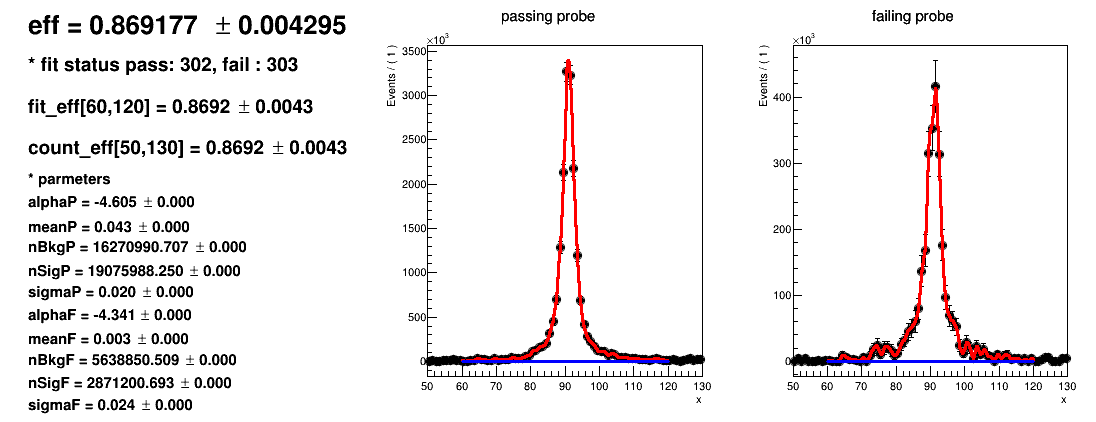 eff = 0.869177 ± 0.004295
* fit status pass: 302, fail : 303
fit_eff[60,120] = 0.8692 ± 0.0043
count_eff[50,130] = 0.8692 ± 0.0043
* parmeters
alphaP = -4.605 ± 0.000
meanP = 0.043 ± 0.000
nBkgP = 16270990.707 ± 0.000
nSigP = 19075988.250 ± 0.000
sigmaP = 0.020 ± 0.000
alphaF = -4.341 ± 0.000
meanF = 0.003 ± 0.000
nBkgF = 5638850.509 ± 0.000
nSigF = 2871200.693 ± 0.000
sigmaF = 0.024 ± 0.000
passing probe
×10³
Events / ( 1 )
3500
3000
2500
2000
1500
1000
500
0
50 60 70 80 90 100 110 120 130
x
failing probe
×10³
Events / ( 1 )
400
300
200
100
0
50 60 70 80 90 100 110 120 130
x